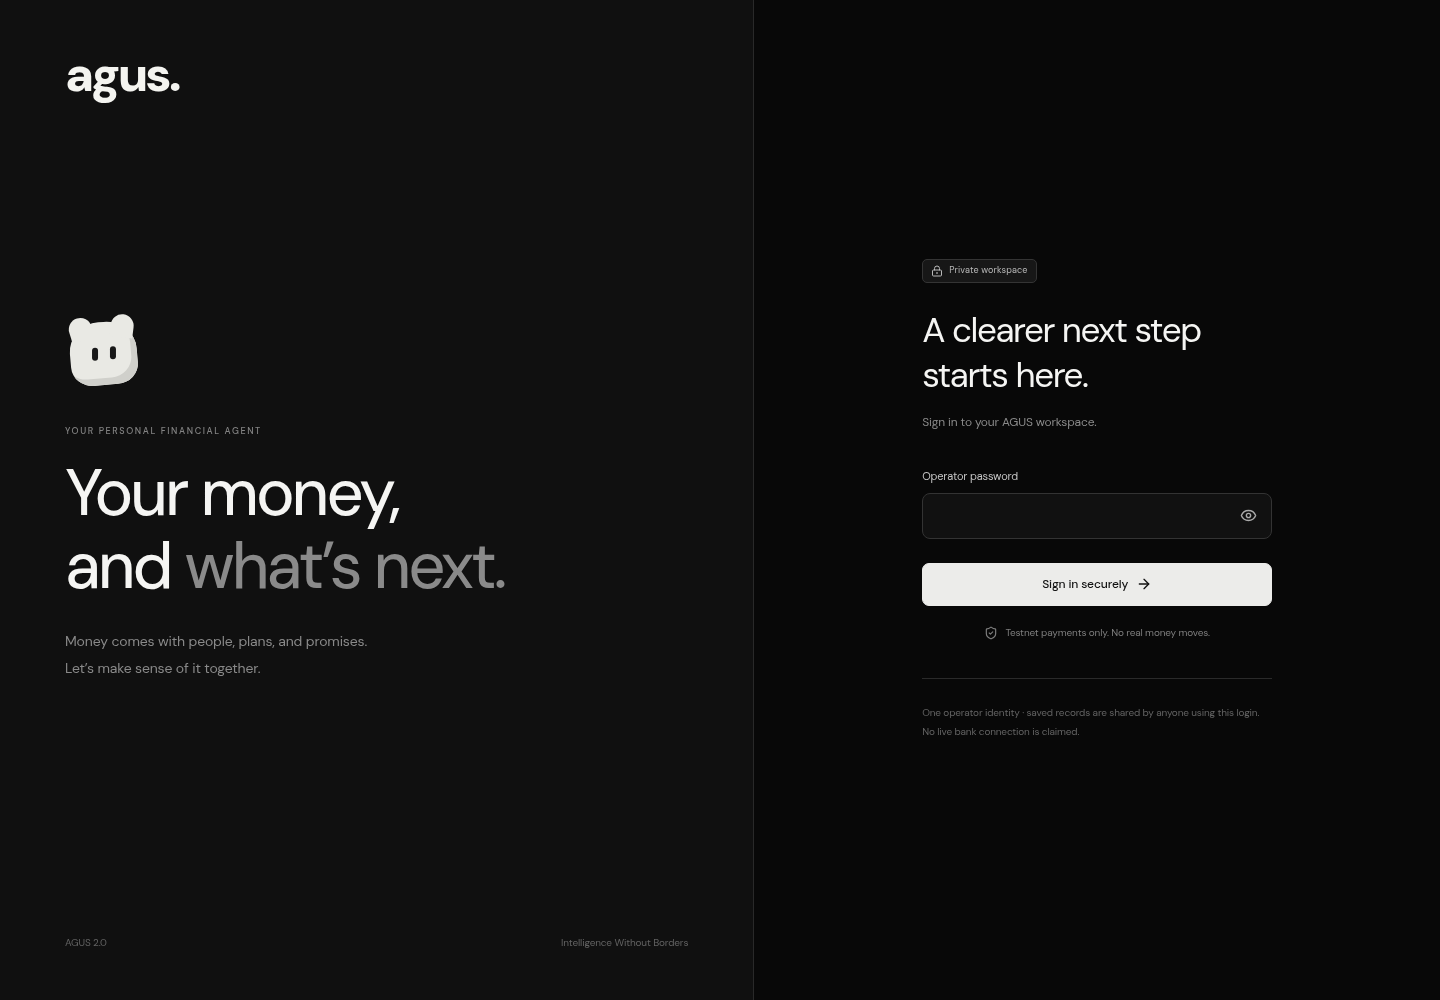 agus.
YOUR PERSONAL FINANCIAL AGENT
Your money,
and what’s next.
Money comes with people, plans, and promises.
Let’s make sense of it together.
AGUS 2.0
Intelligence Without Borders
Private workspace
A clearer next step
starts here.
Sign in to your AGUS workspace.
Operator password
Sign in securely
Testnet payments only. No real money moves.
One operator identity · saved records are shared by anyone using this login.
No live bank connection is claimed.